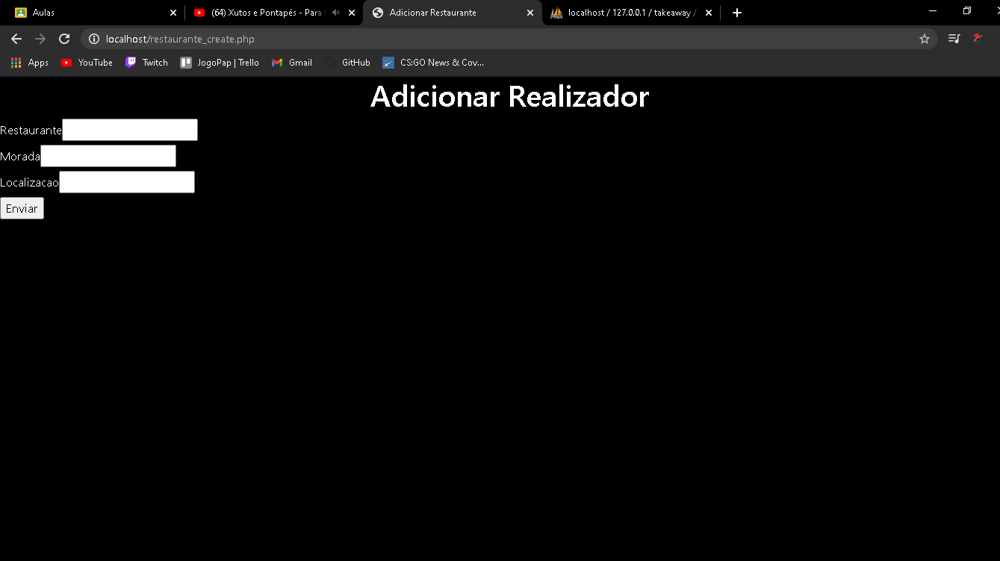 Aulas
(64) Xutos e Pontapés - Para
Adicionar Restaurante
localhost / 127.0.0.1 / takeaway /
localhost/restaurante_create.php
Apps YouTube Twitch JogoPap | Trello Gmail GitHub CS:GO News & Cov...
Adicionar Realizador
Restaurante
Morada
Localizacao
Enviar